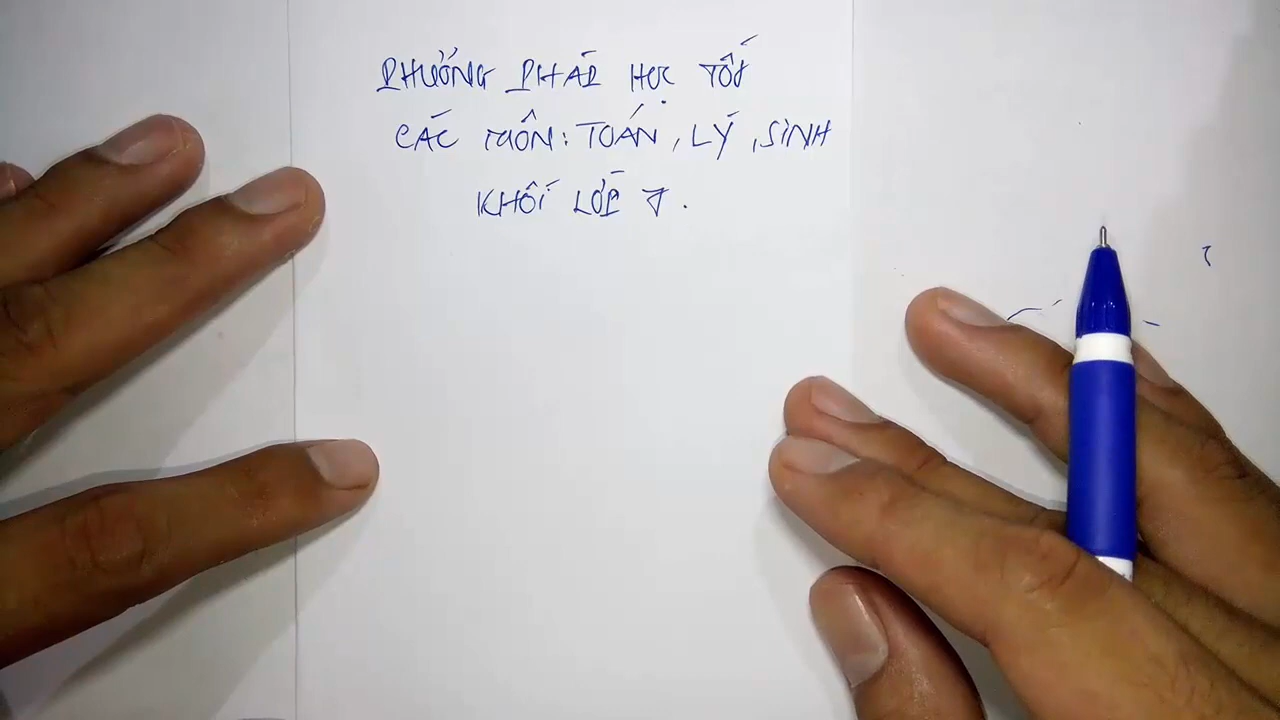 PHƯƠNG PHÁP HỌC TỐT
CÁC MÔN: TOÁN, LÝ, SINH
KHỐI LỚP 7.